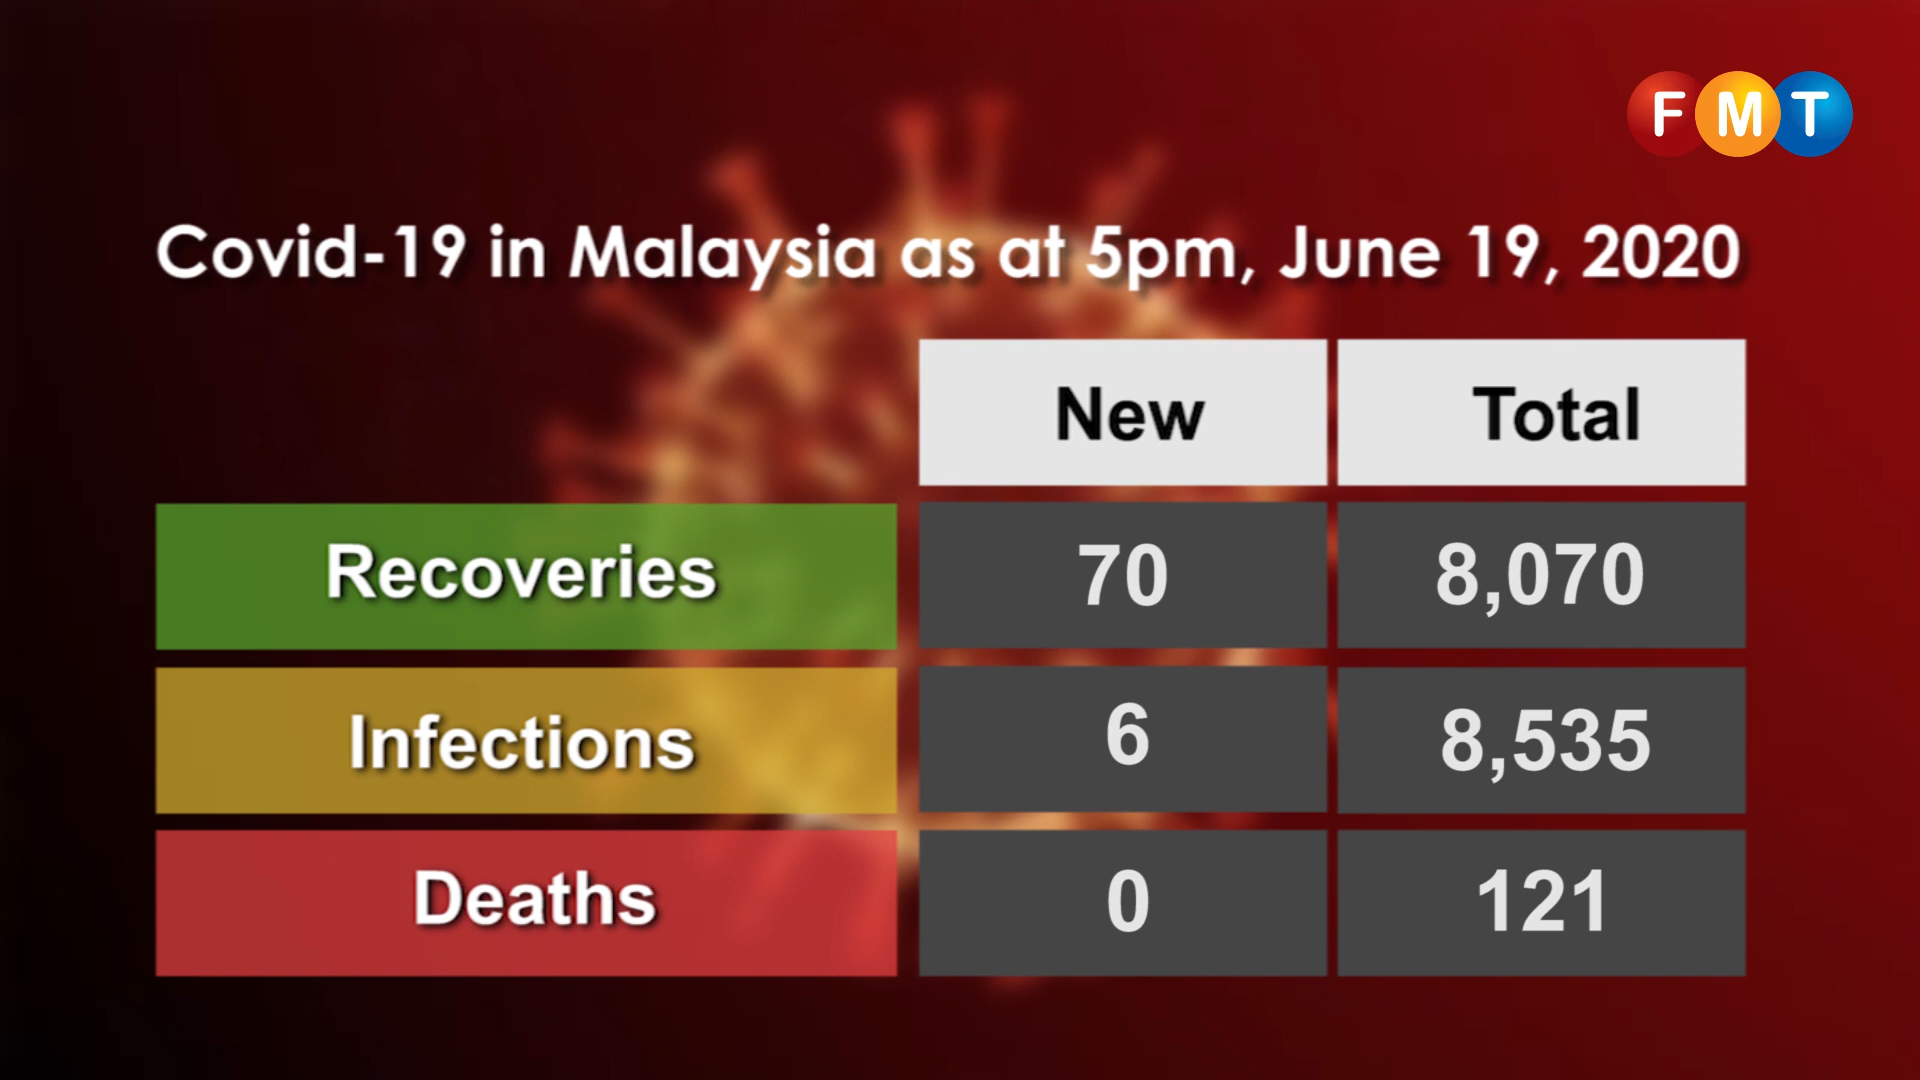 FMT
Covid-19 in Malaysia as at 5pm, June 19, 2020
New Total
Recoveries 70 8,070
Infections 6 8,535
Deaths 0 121